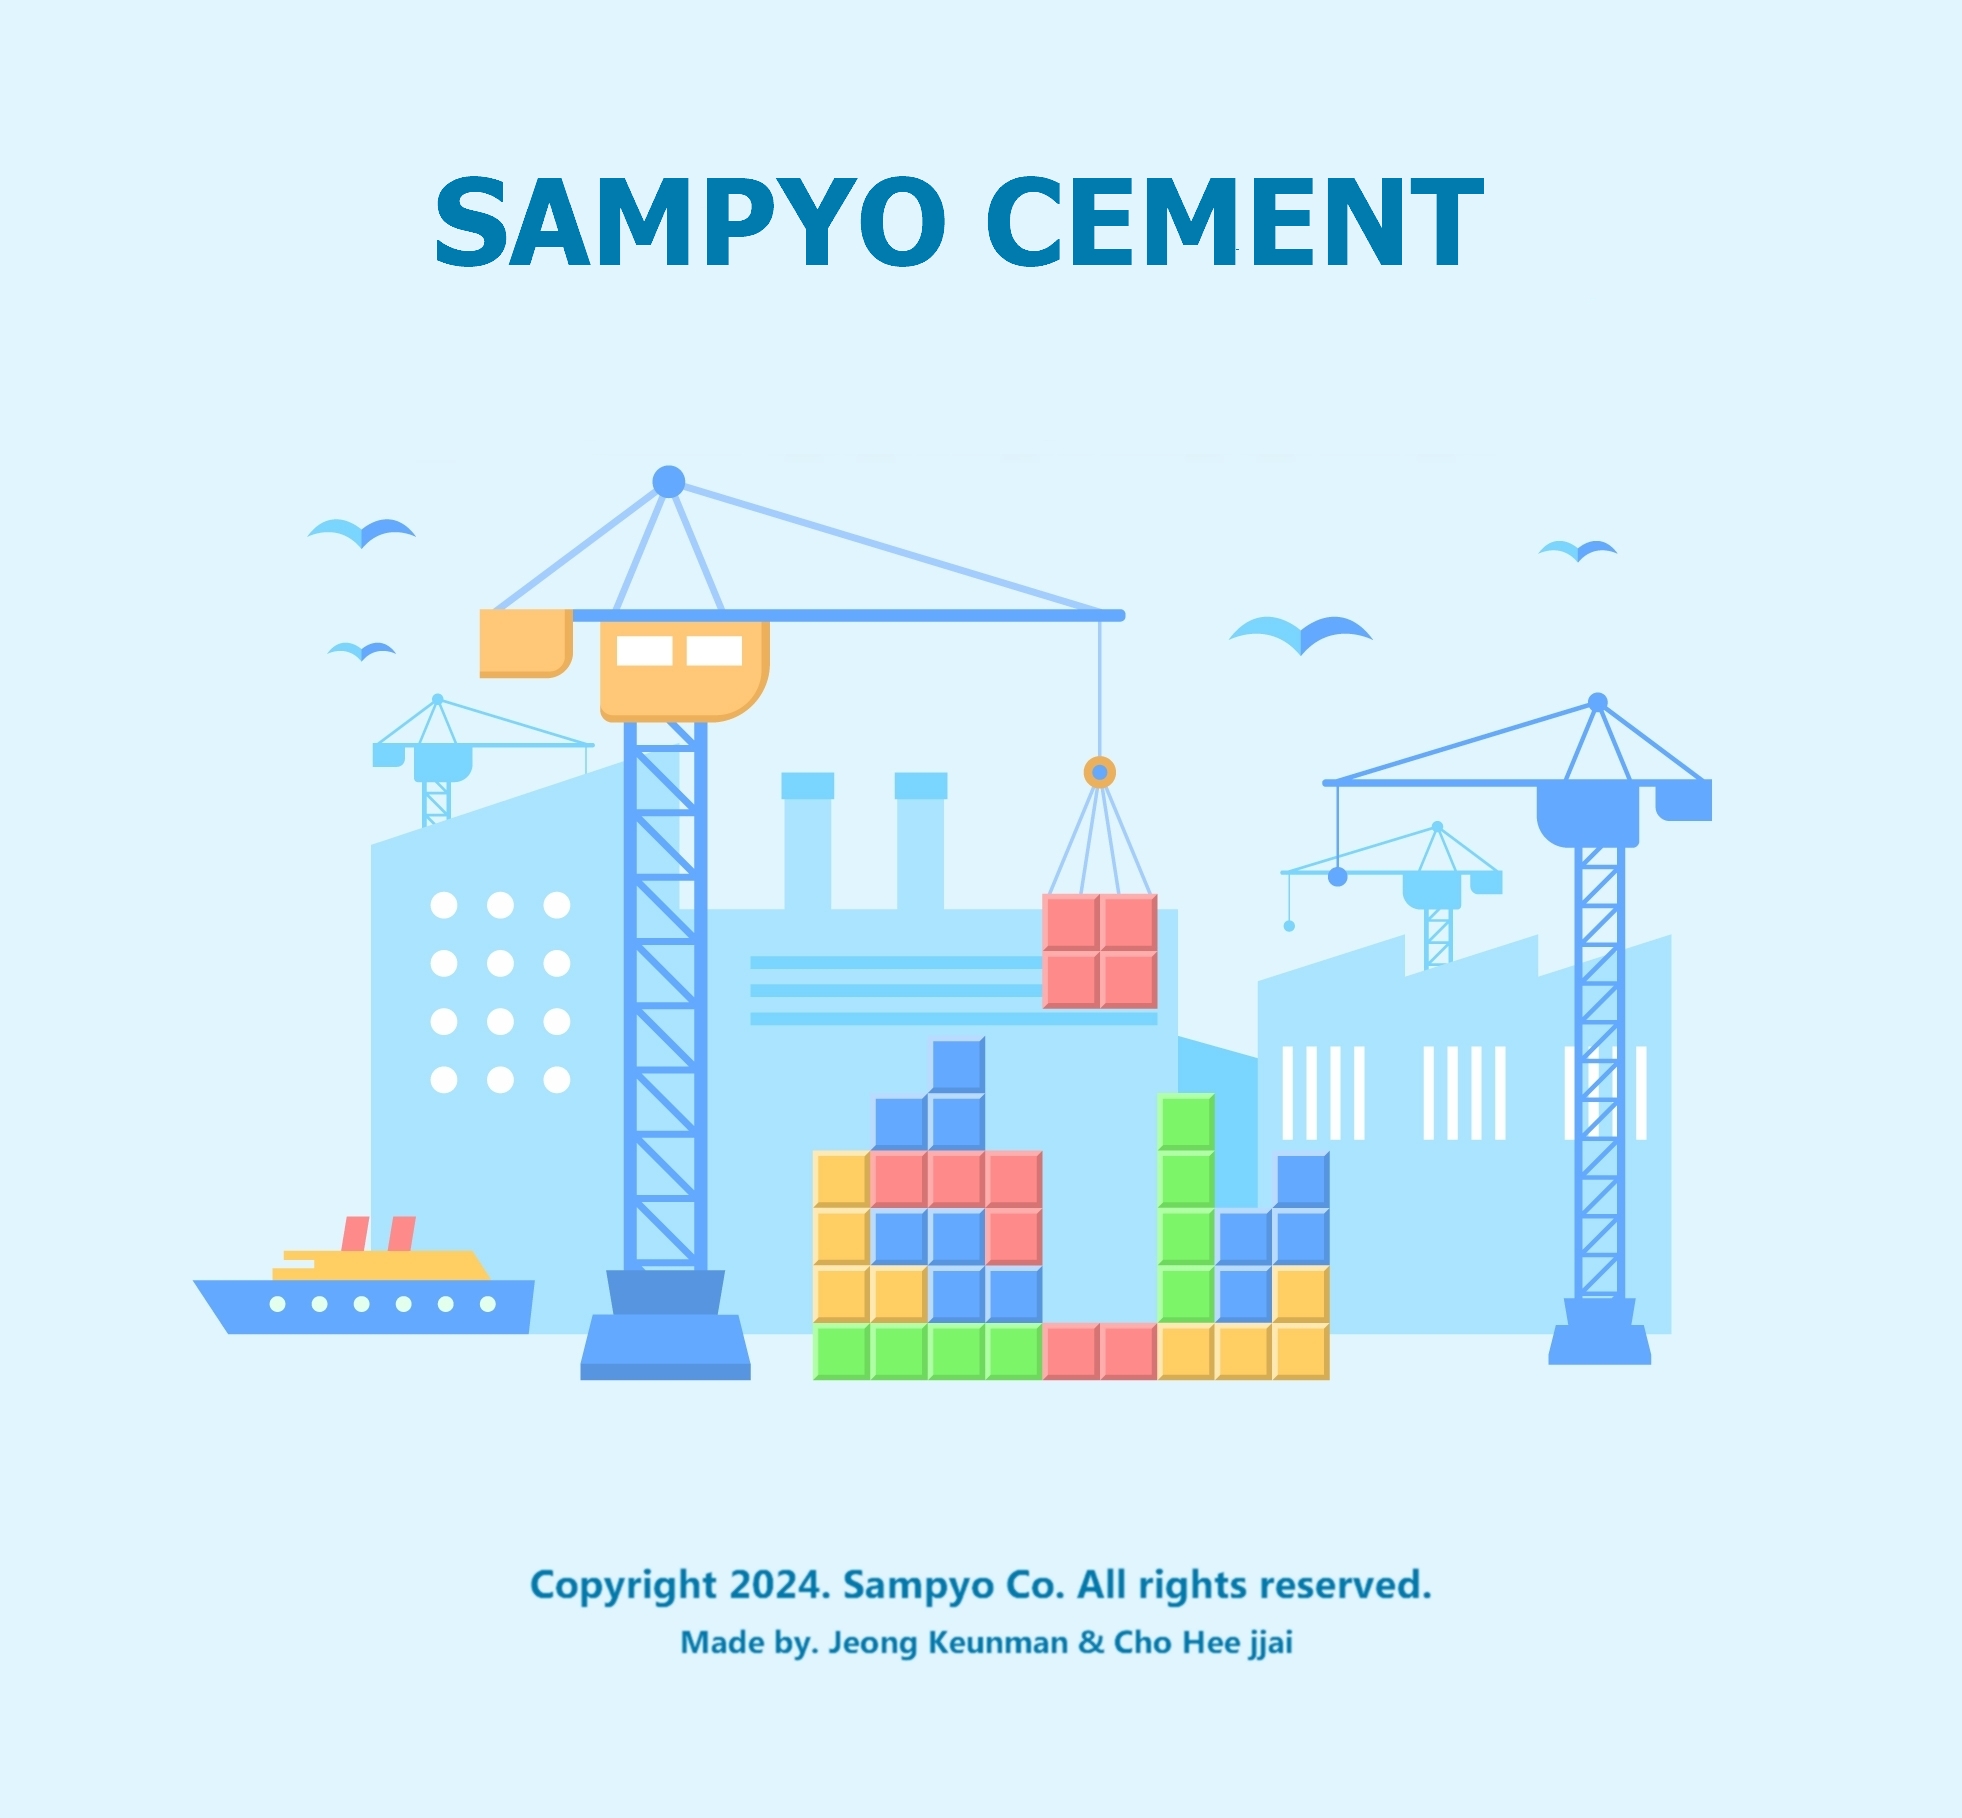 SAMPYO CEMENT
Copyright 2024. Sampyo Co. All rights reserved.
Made by. Jeong Keunman & Cho Hee jjai